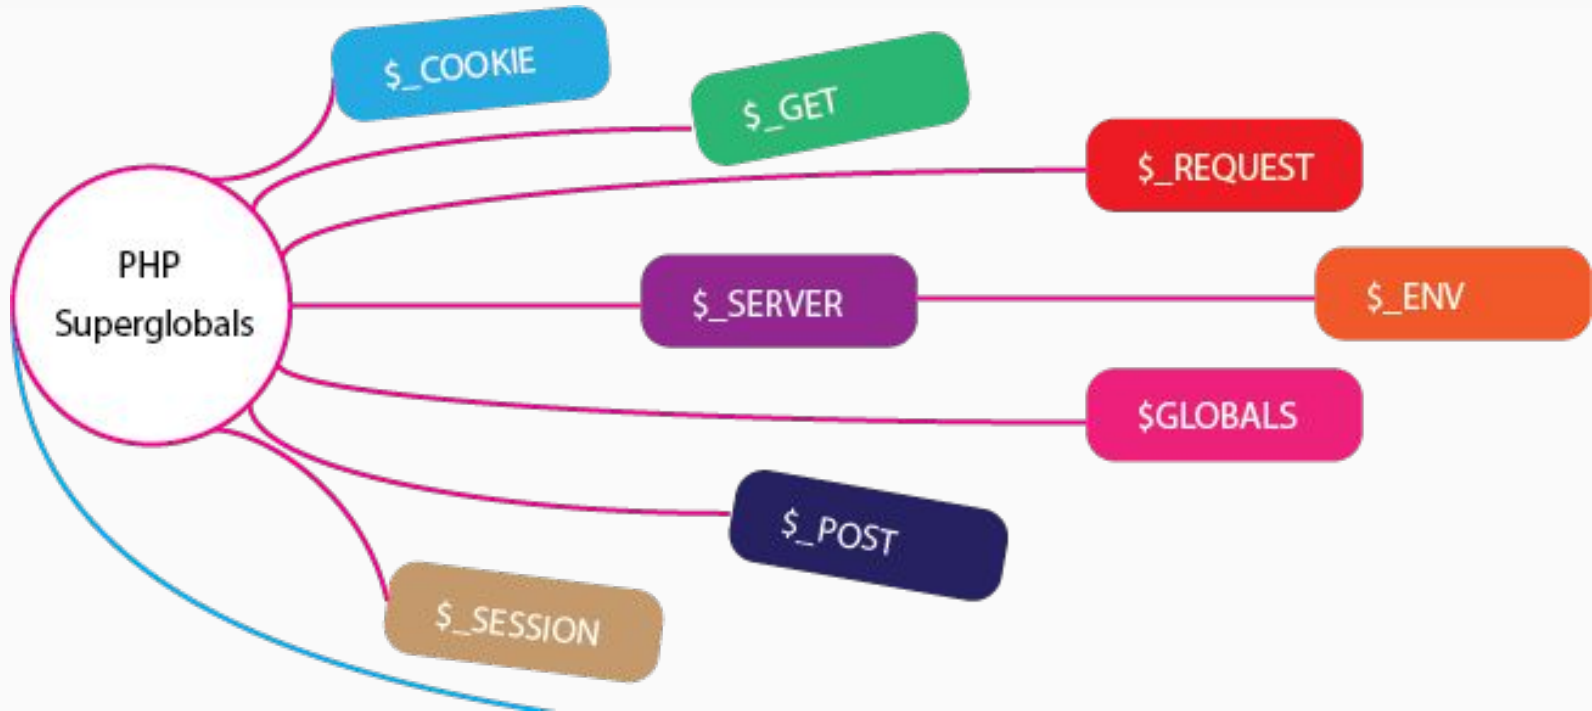 $_COOKIE
$_GET
$_REQUEST
PHP
Superglobals
$_SERVER
$_ENV
$GLOBALS
$_POST
$_SESSION